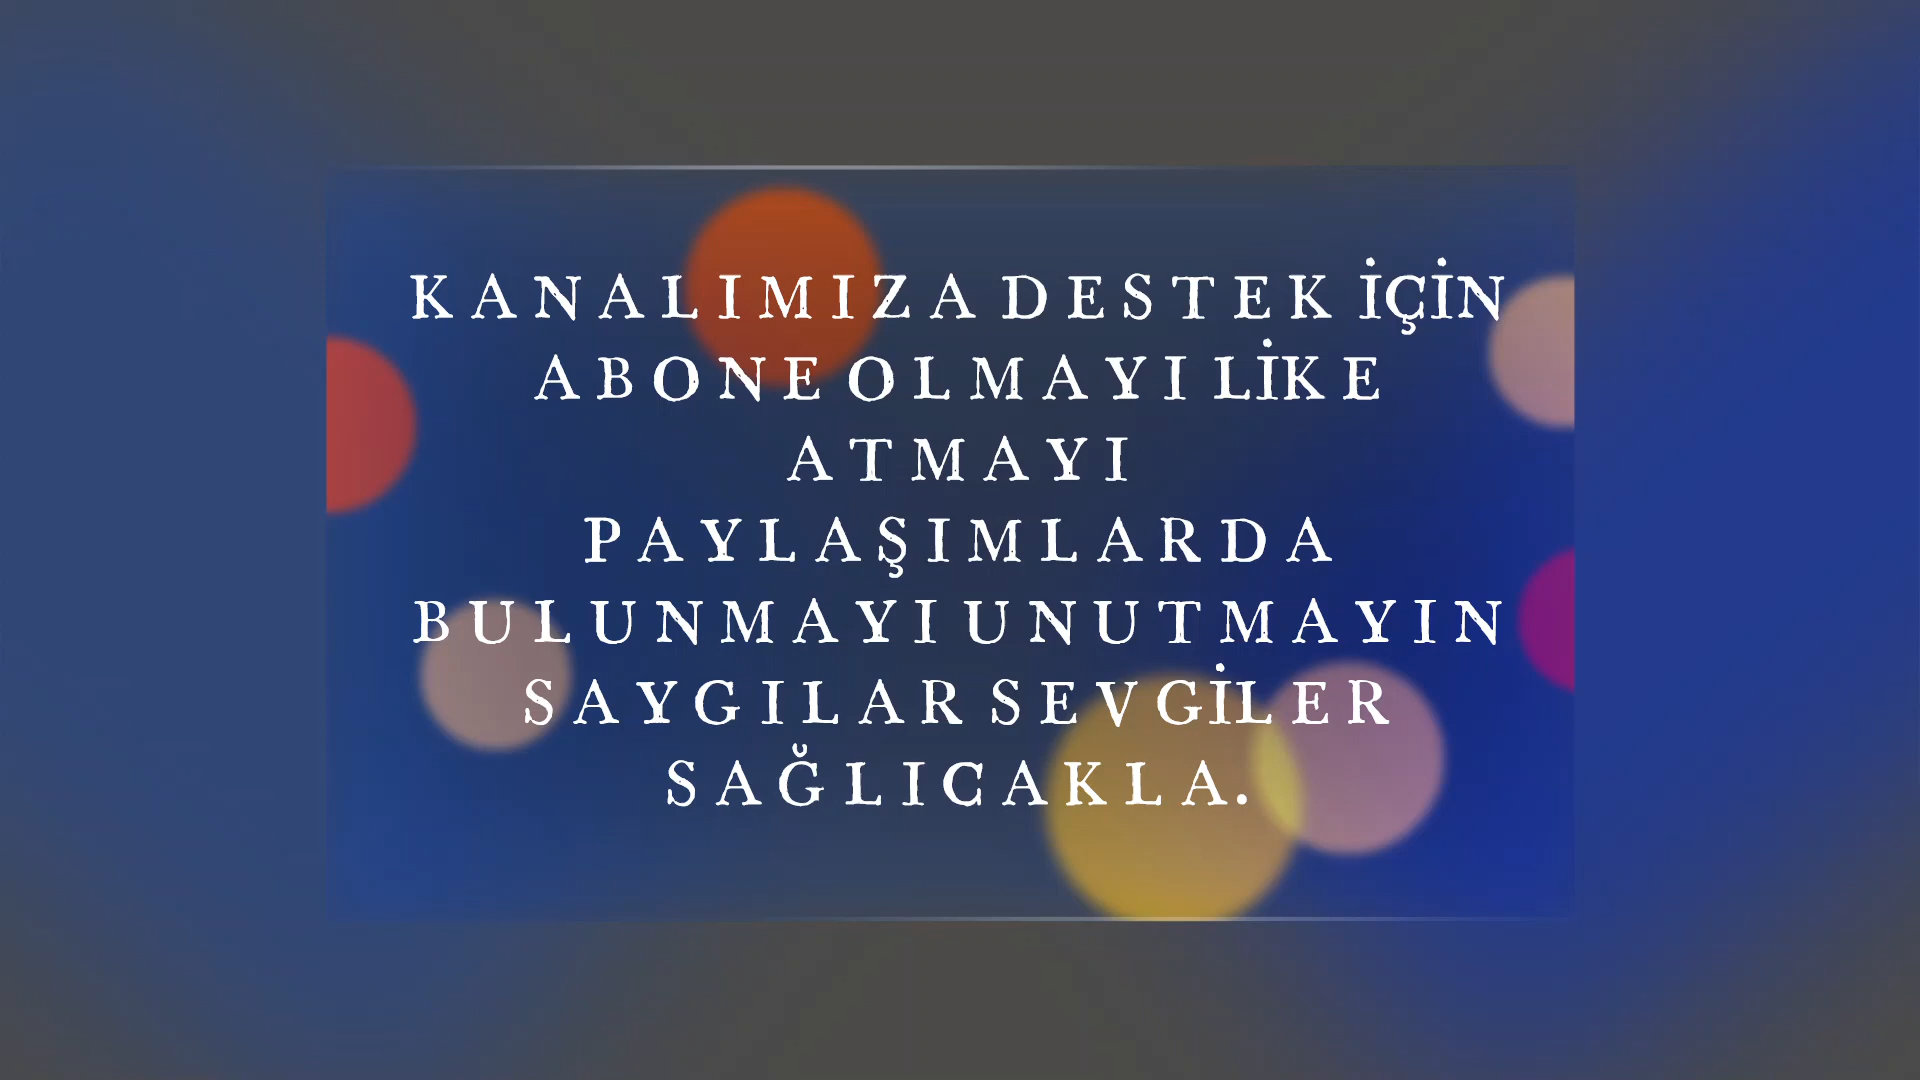 KANALIMIZA DESTEK İÇİN
ABONE OLMAYI LİKE
ATMAYI
PAYLAŞIMLARDA
BULUNMAYI UNUTMAYIN
SAYGILAR SEVGİLER
SAĞLICAKLA.